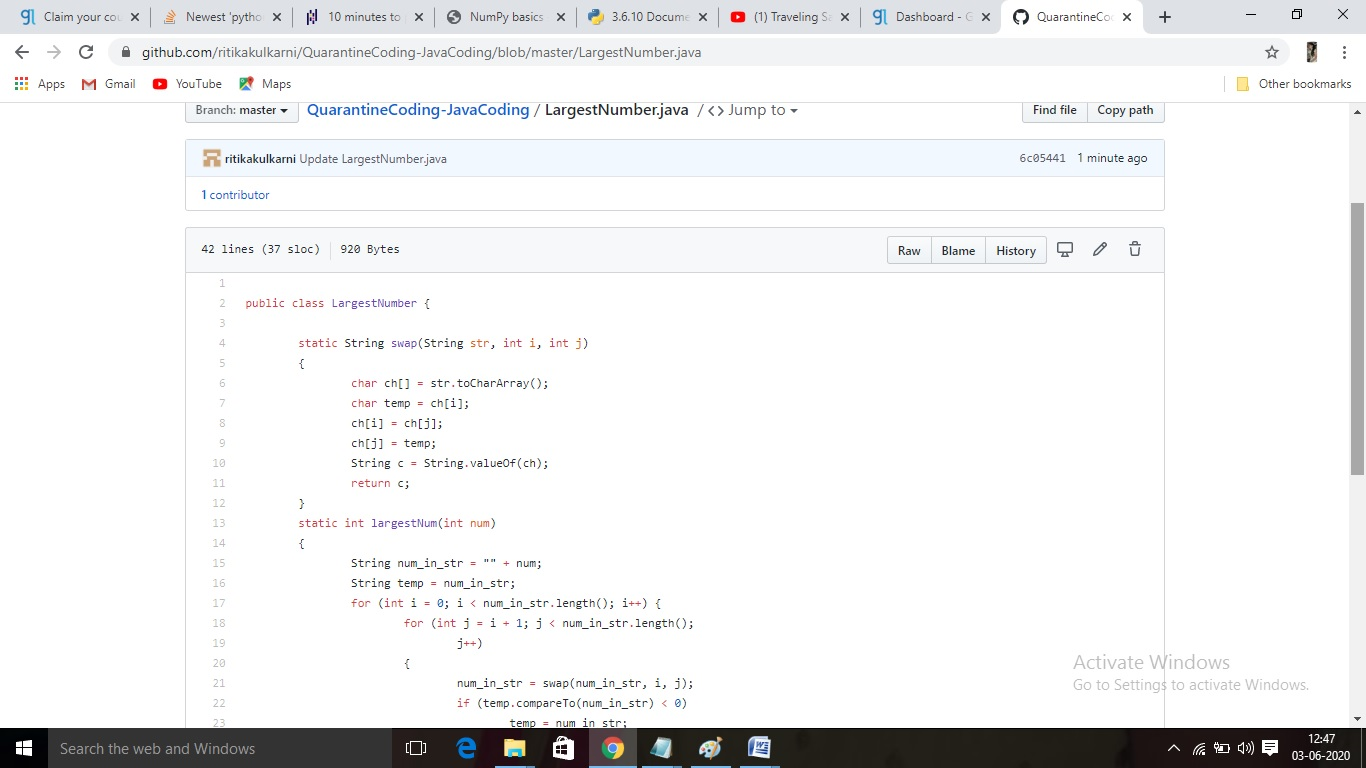 Claim your cou
Newest 'pytho
10 minutes to
NumPy basics
3.6.10 Docume
(1) Traveling Sa
Dashboard - G
QuarantineCod
github.com/ritikakulkarni/QuarantineCoding-JavaCoding/blob/master/LargestNumber.java
Apps Gmail YouTube Maps Other bookmarks
Branch: master QuarantineCoding-JavaCoding / LargestNumber.java / <> Jump to Find file Copy path
ritikakulkarni Update LargestNumber.java 6c05441 1 minute ago
1 contributor
42 lines (37 sloc) 920 Bytes Raw Blame History
1
2 public class LargestNumber {
3
4 static String swap(String str, int i, int j)
5 {
6 char ch[] = str.toCharArray();
7 char temp = ch[i];
8 ch[i] = ch[j];
9 ch[j] = temp;
10 String c = String.valueOf(ch);
11 return c;
12 }
13 static int largestNum(int num)
14 {
15 String num_in_str = "" + num;
16 String temp = num_in_str;
17 for (int i = 0; i < num_in_str.length(); i++) {
18 for (int j = i + 1; j < num_in_str.length();
19 j++)
20 {
21 num_in_str = swap(num_in_str, i, j);
22 if (temp.compareTo(num_in_str) < 0)
23 temp = num_in_str;
Activate Windows
Go to Settings to activate Windows.
Search the web and Windows
12:47
03-06-2020